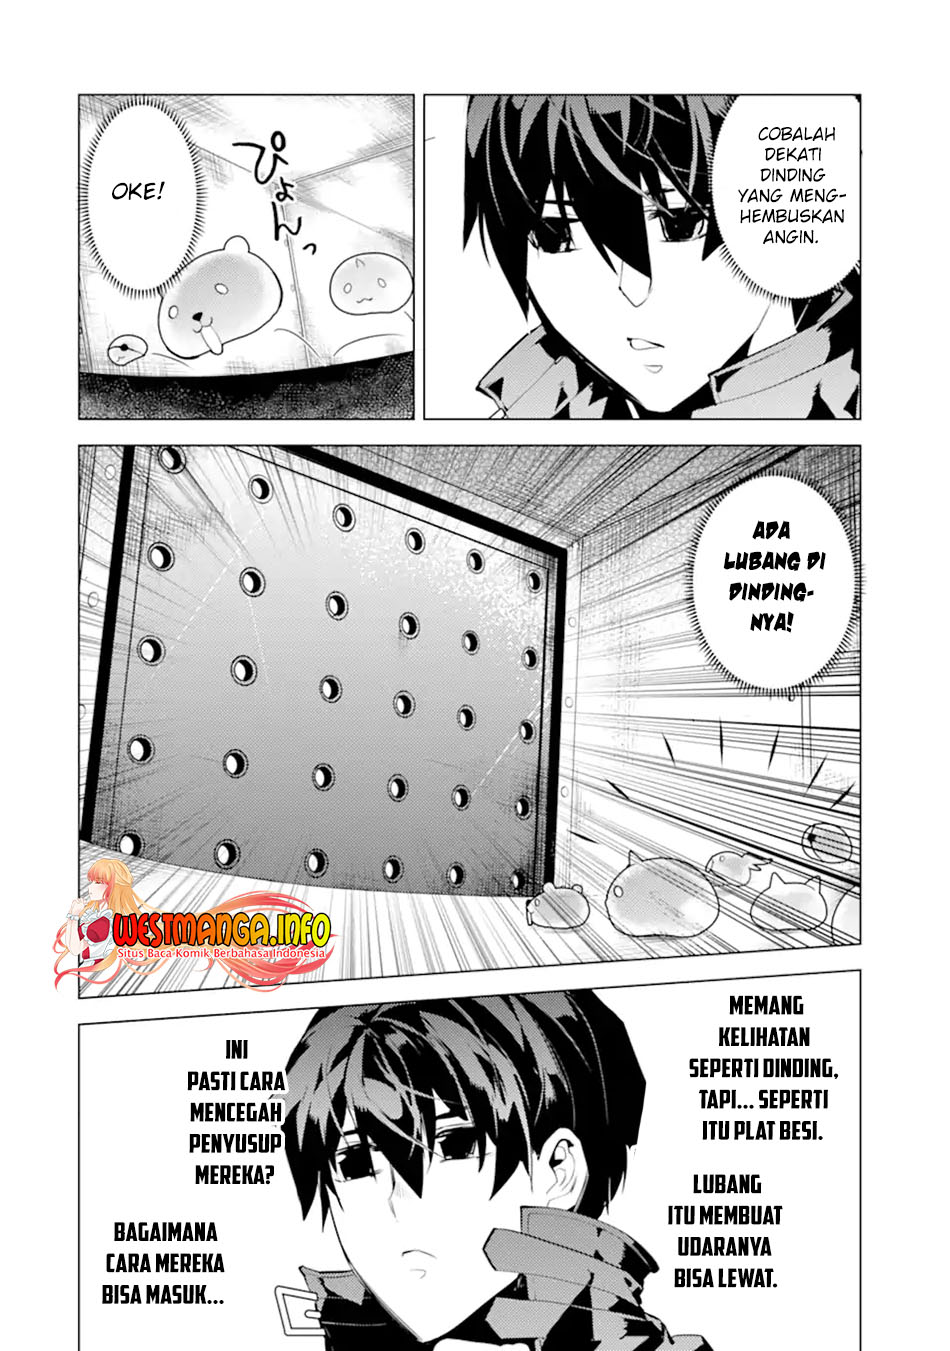 COBALAH
DEKATI
DINDING
YANG MENG-
HEMBUSKAN
ANGIN.
OKE!
ぴょんっ
ADA
LUBANG DI
DINDING-
NYA!
WESTMANGA.INFO
Situs Baca Komik Berbahasa Indonesia
MEMANG
KELIHATAN
SEPERTI DINDING,
TAPI... SEPERTI
ITU PLAT BESI.
LUBANG
ITU MEMBUAT
UDARANYA
BISA LEWAT.
INI
PASTI CARA
MENCEGAH
PENYUSUP
MEREKA?
BAGAIMANA
CARA MEREKA
BISA MASUK...